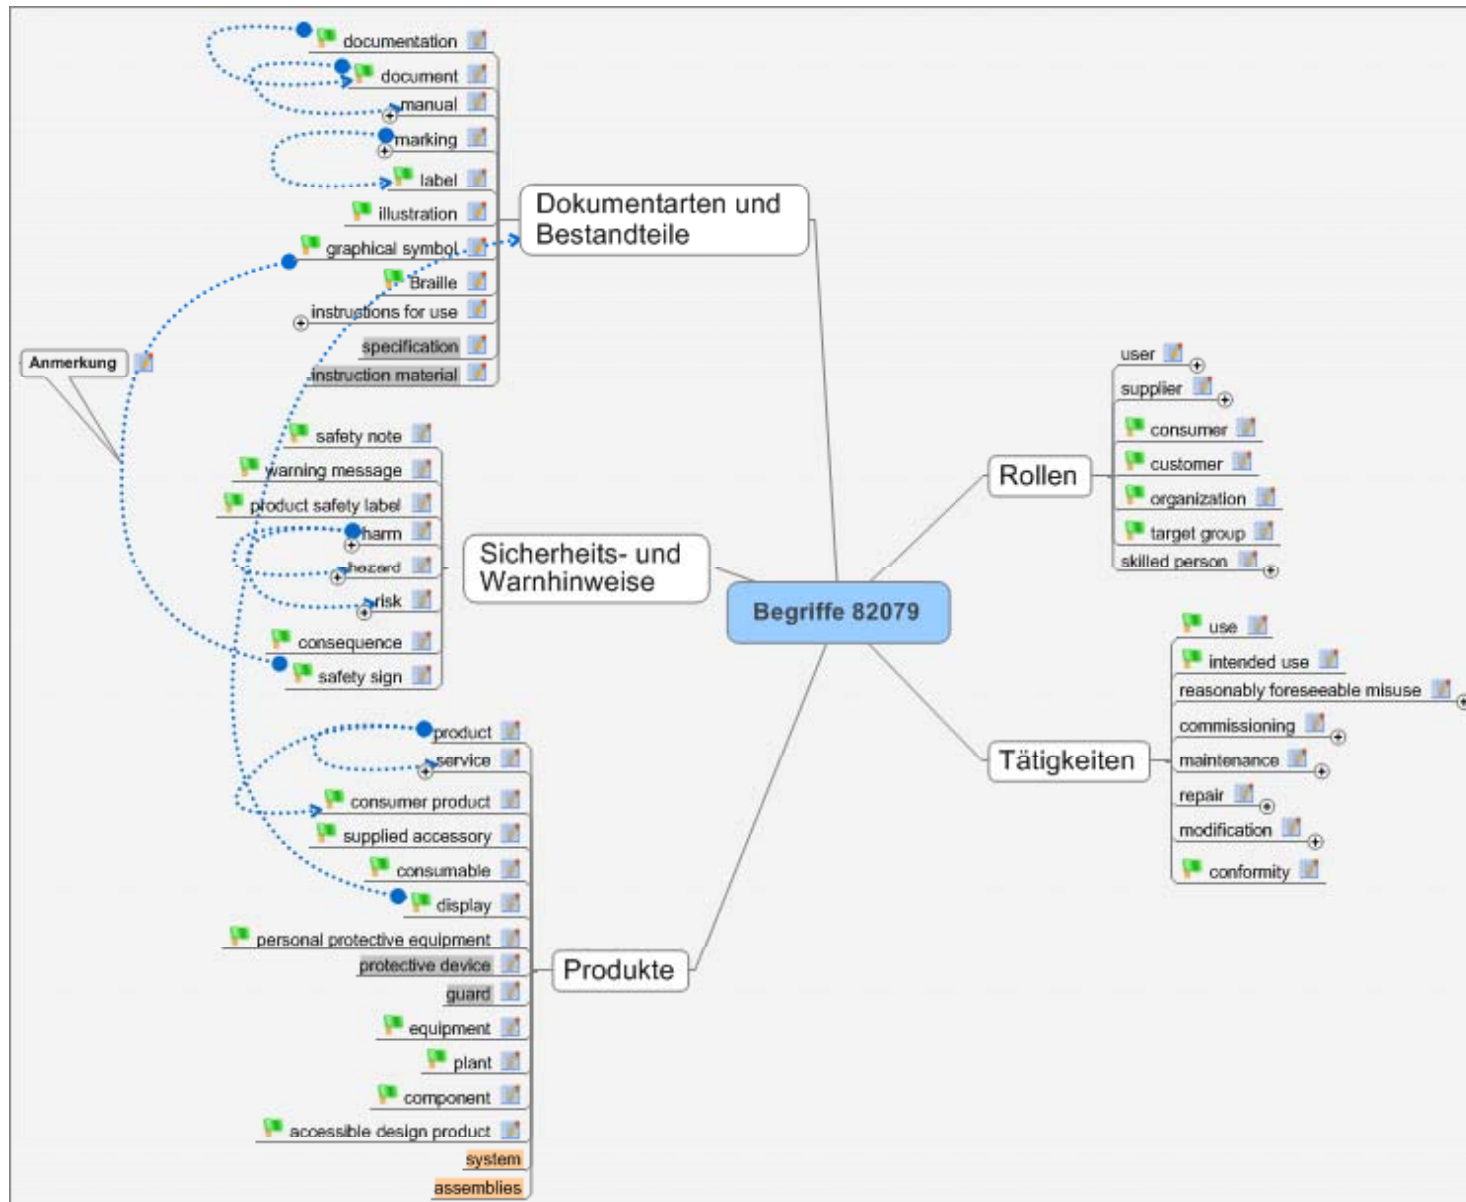 documentation
document
manual
marking
label
illustration
graphical symbol
Braille
instructions for use
specification
instruction material
Dokumentarten und
Bestandteile
Anmerkung
safety note
warning message
product safety label
harm
hazard
risk
consequence
safety sign
Sicherheits- und
Warnhinweise
product
service
consumer product
supplied accessory
consumable
display
personal protective equipment
protective device
guard
equipment
plant
component
accessible design product
system
assemblies
Produkte
Begriffe 82079
Rollen
user
supplier
consumer
customer
organization
target group
skilled person
Tätigkeiten
use
intended use
reasonably foreseeable misuse
commissioning
maintenance
repair
modification
conformity